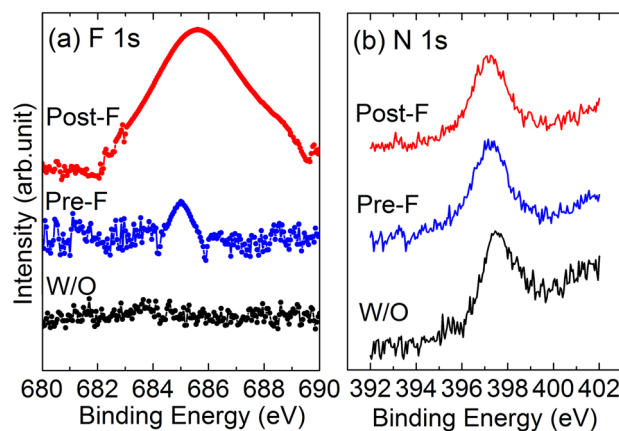 (a) F 1s
Post-F
Pre-F
W/O
Intensity (arb.unit)
680 682 684 686 688 690
Binding Energy (eV)
(b) N 1s
Post-F
Pre-F
W/O
392 394 396 398 400 402
Binding Energy (eV)